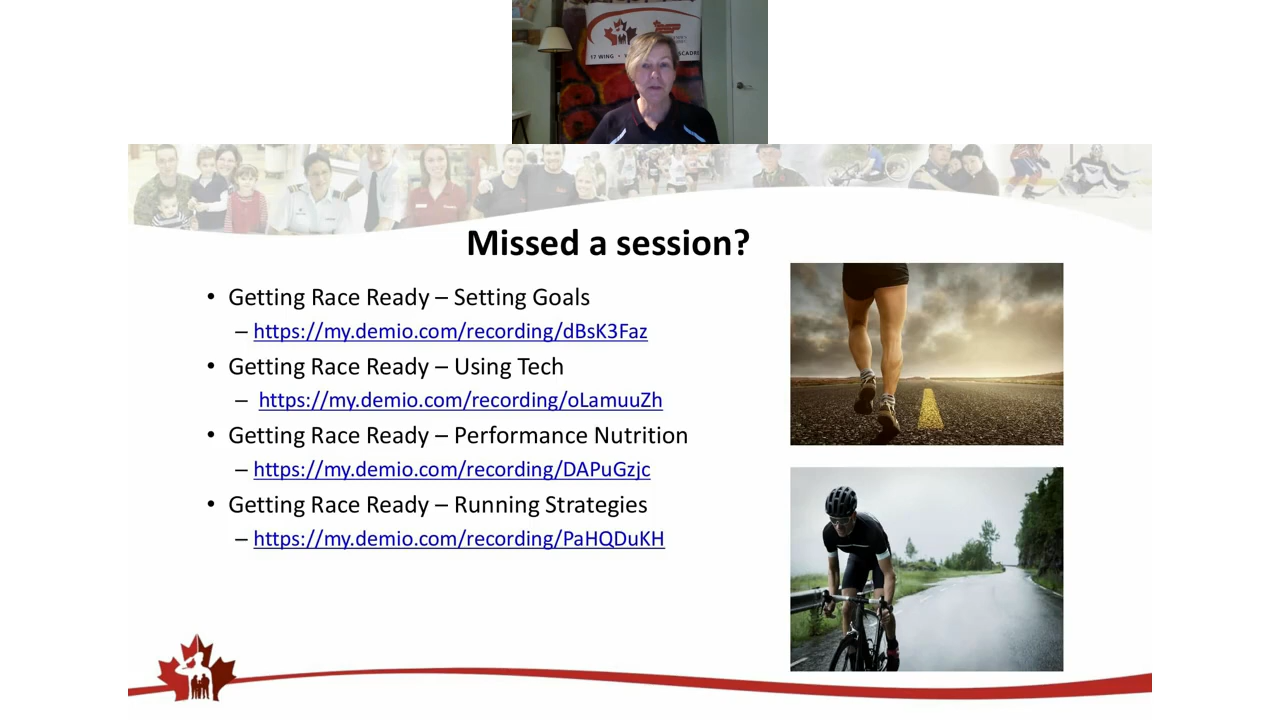 17 WING
Missed a session?
• Getting Race Ready – Setting Goals
– https://my.demio.com/recording/dBsK3Faz
• Getting Race Ready – Using Tech
– https://my.demio.com/recording/oLamuuZh
• Getting Race Ready – Performance Nutrition
– https://my.demio.com/recording/DAPuGzjc
• Getting Race Ready – Running Strategies
– https://my.demio.com/recording/PaHQDuKH